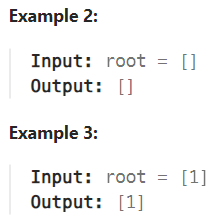 Example 2:
Input: root = []
Output: []
Example 3:
Input: root = [1]
Output: [1]